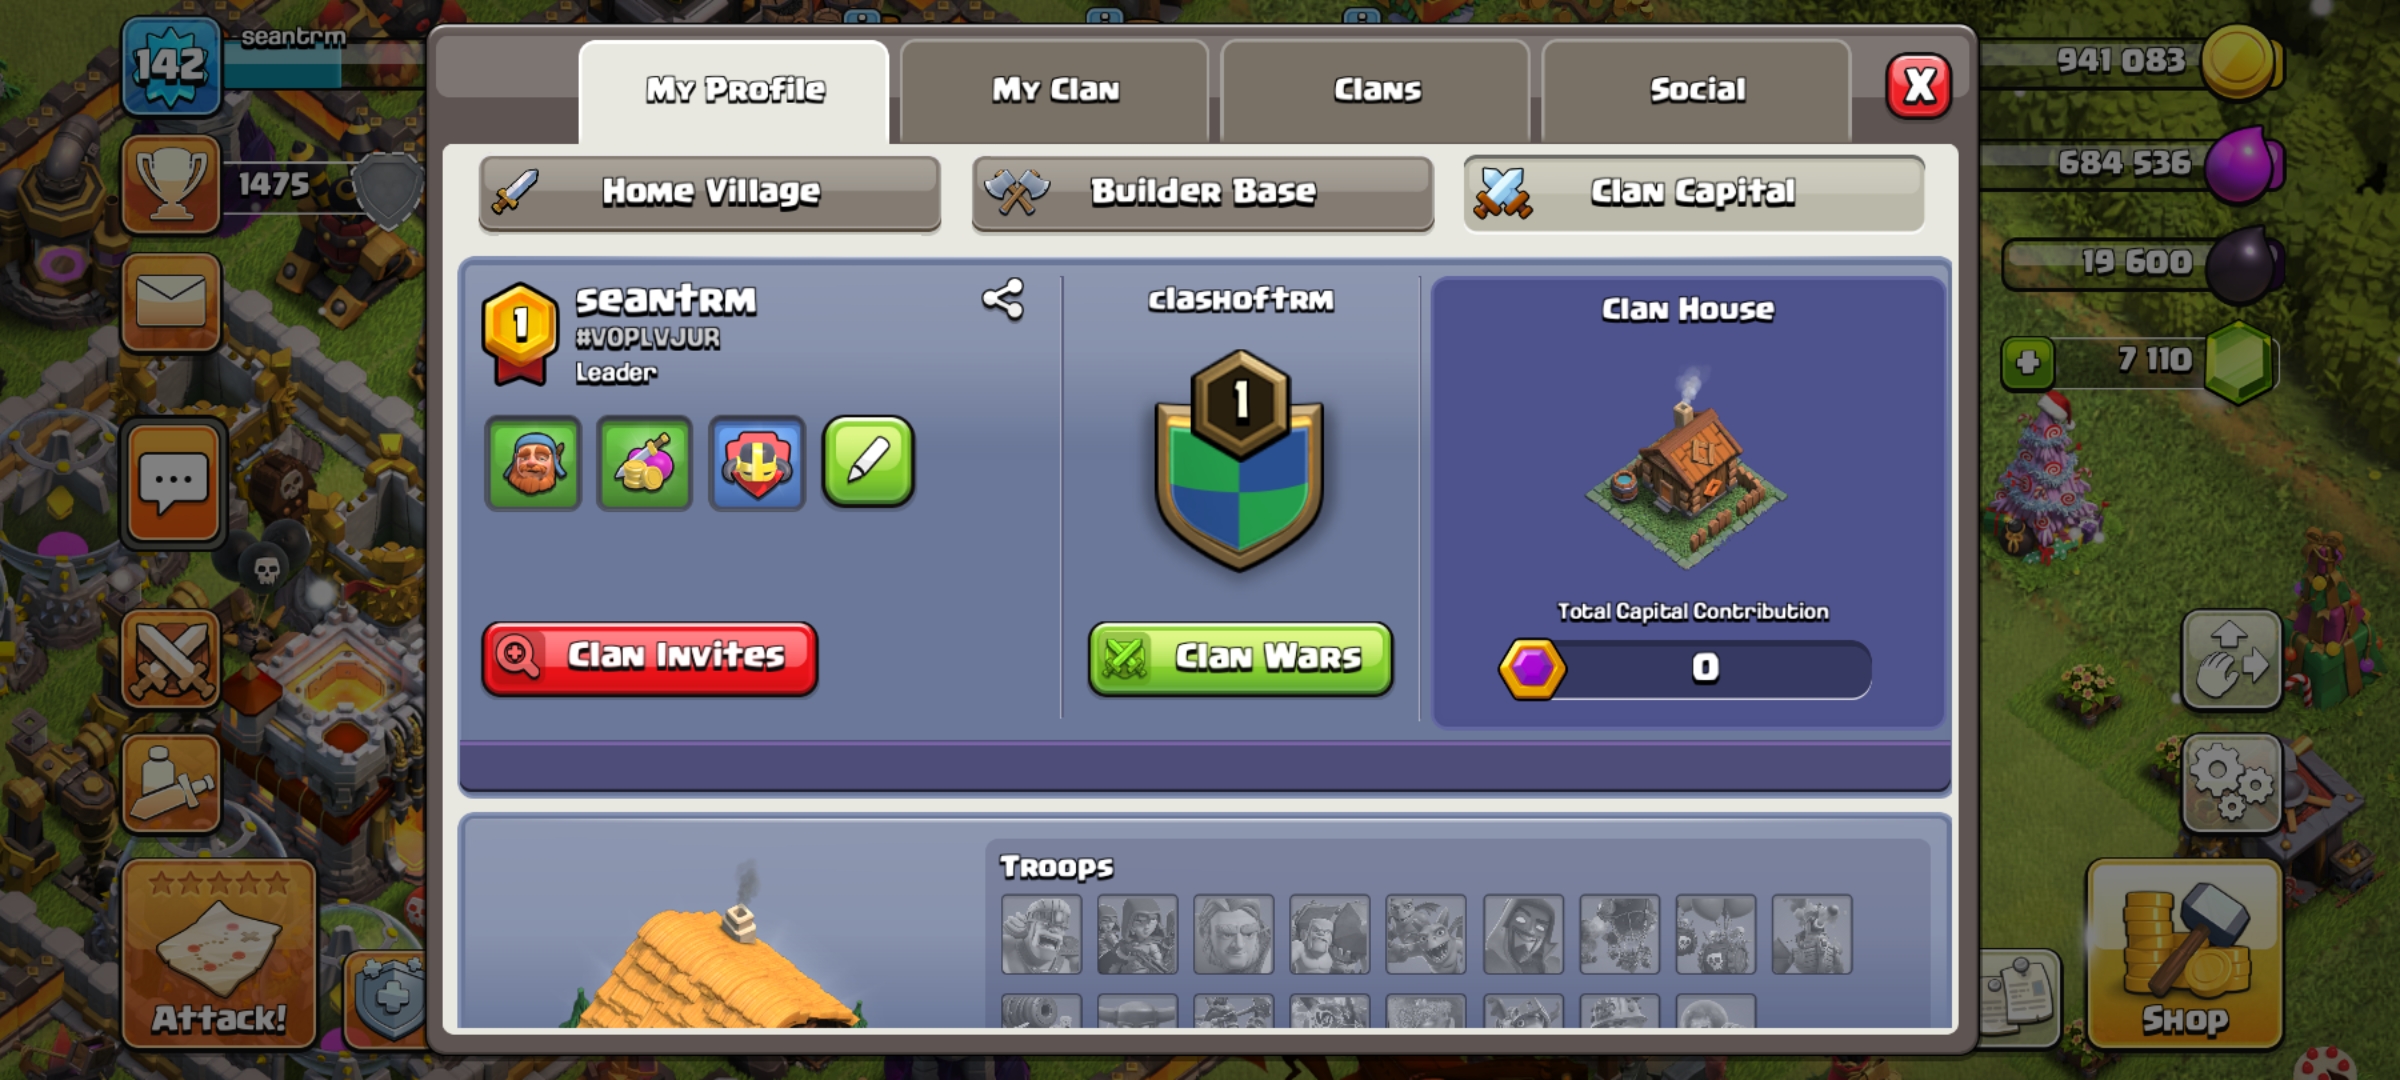 142
seantrm
1475
My Profile
My Clan
Clans
Social
X
941 083
684 536
19 600
7 110
Home Village
Builder Base
Clan Capital
1
seantrm
#VOPLVJUR
Leader
clashoftrm
1
Clan House
Total Capital Contribution
0
Clan Invites
Clan Wars
Troops
Attack!
Shop